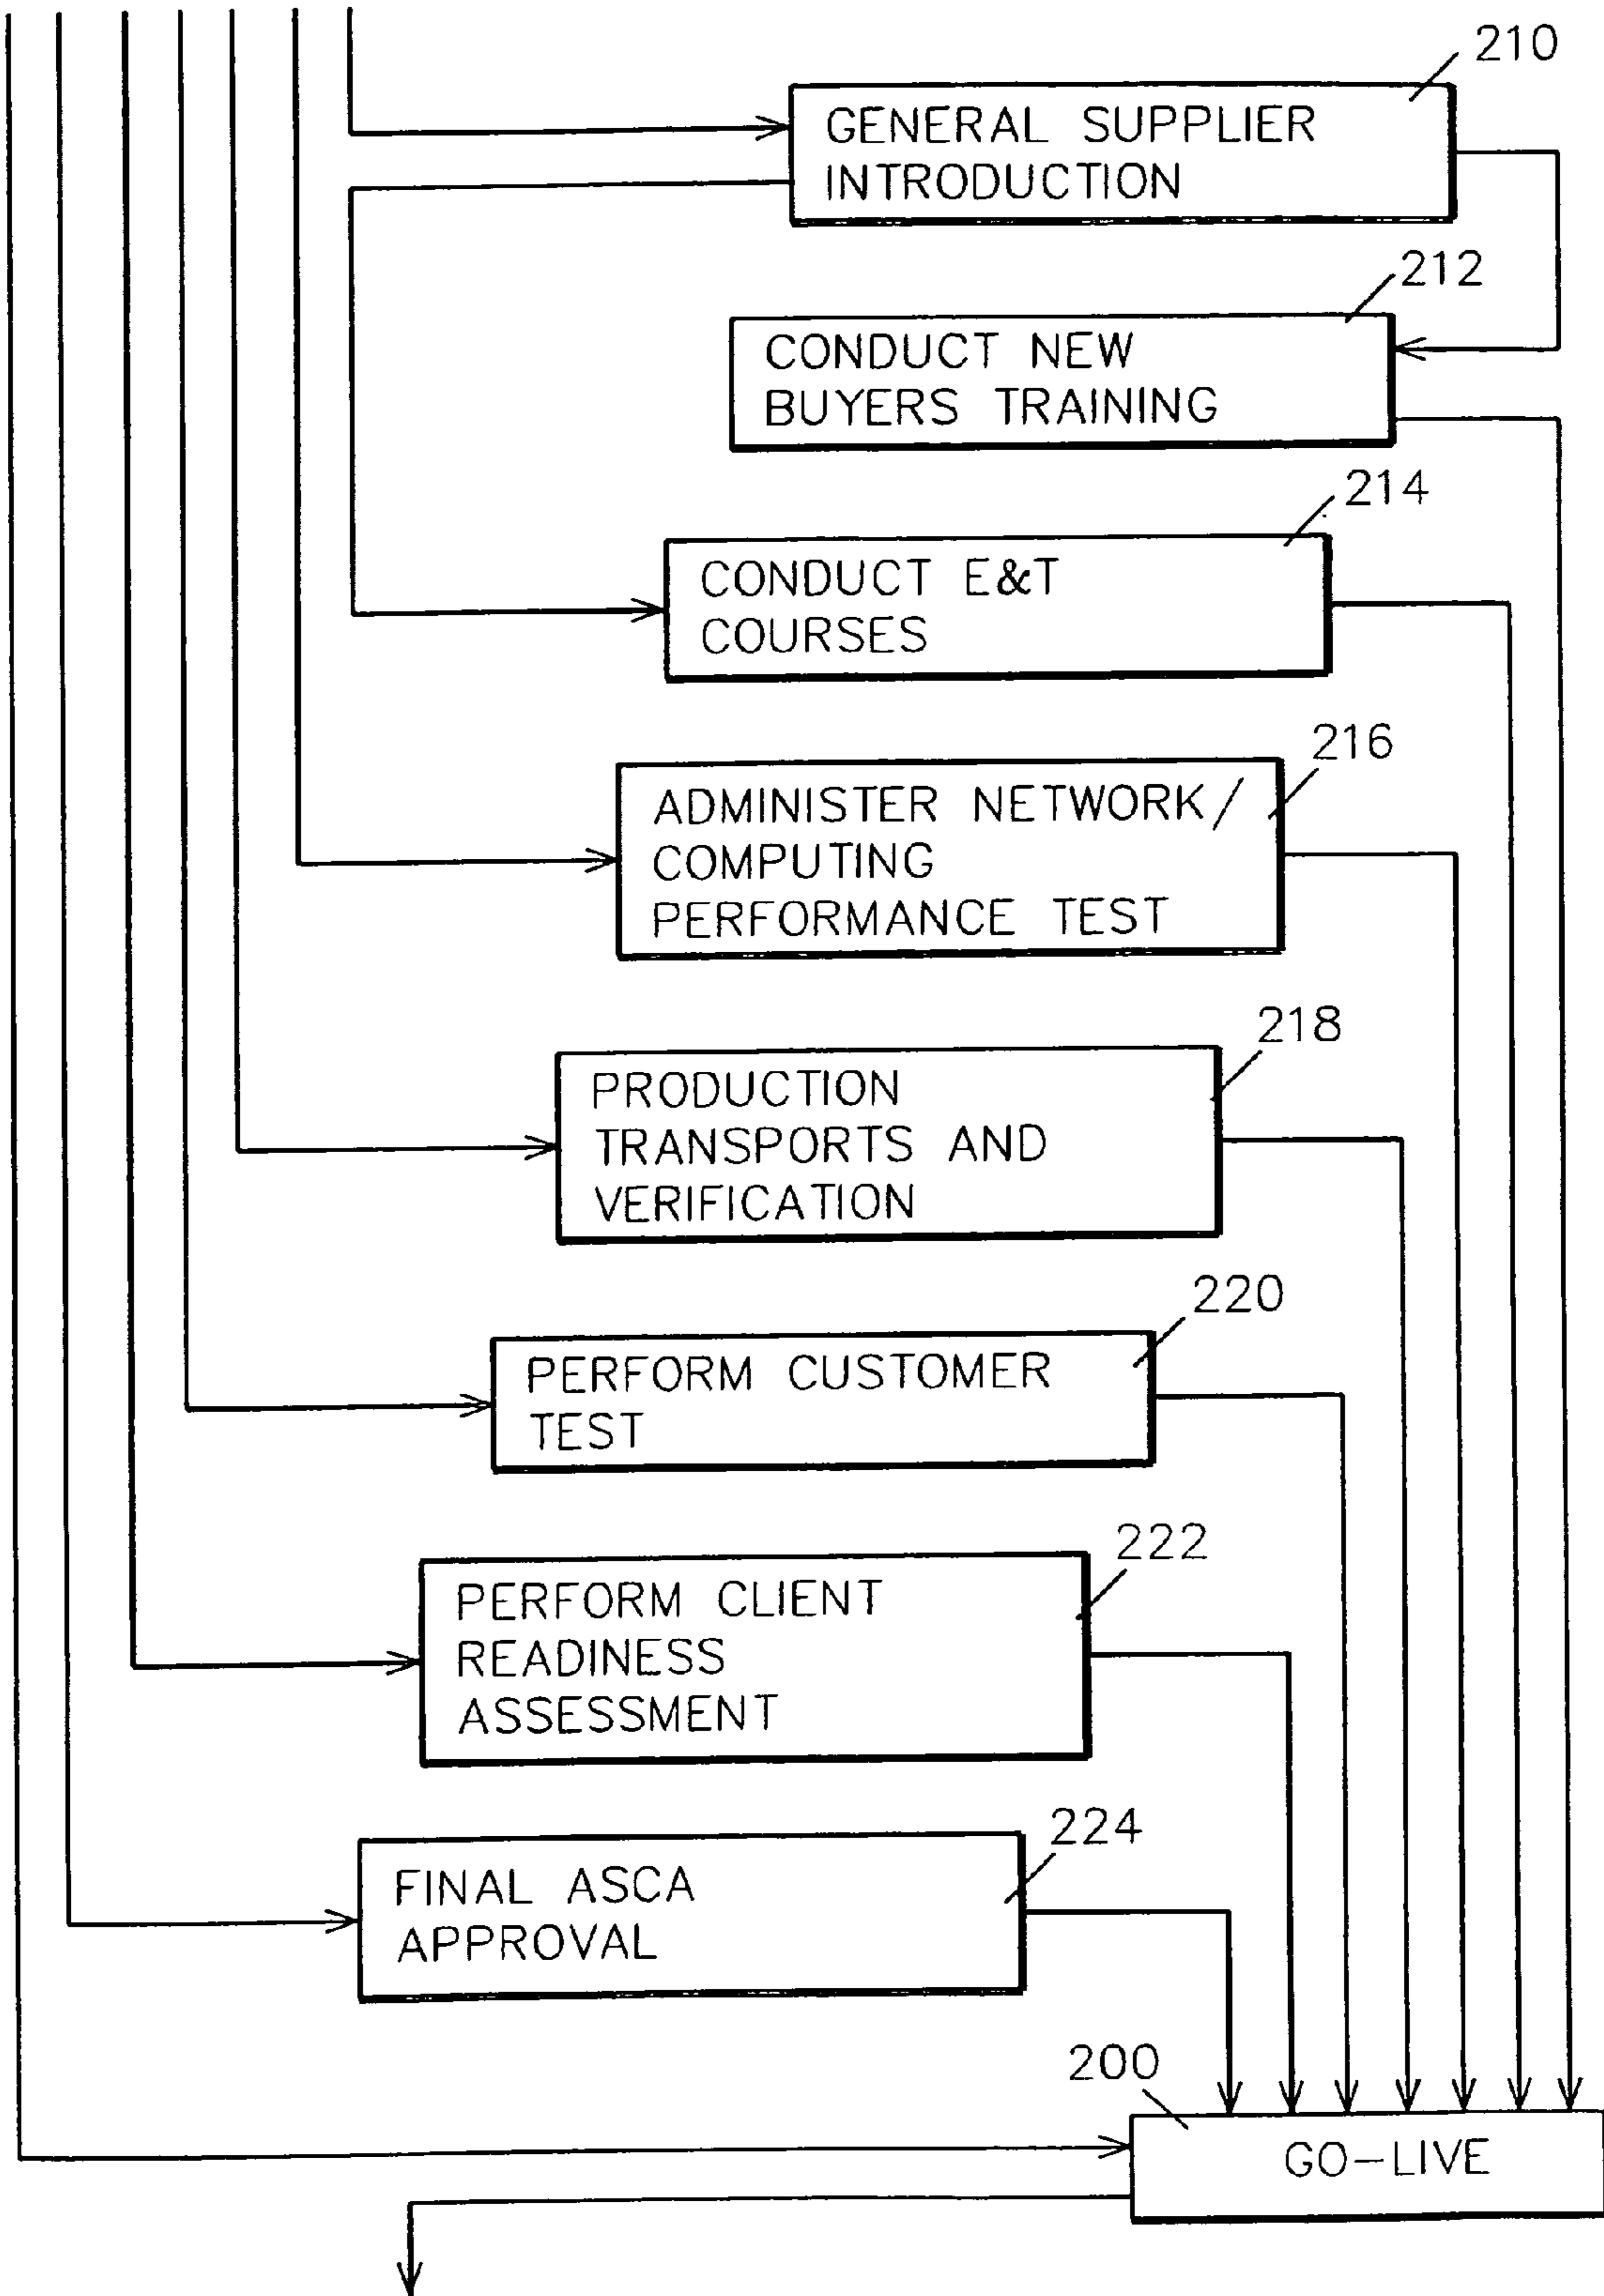 210
GENERAL SUPPLIER
INTRODUCTION
212
CONDUCT NEW
BUYERS TRAINING
214
CONDUCT E&T
COURSES
216
ADMINISTER NETWORK/
COMPUTING
PERFORMANCE TEST
218
PRODUCTION
TRANSPORTS AND
VERIFICATION
220
PERFORM CUSTOMER
TEST
222
PERFORM CLIENT
READINESS
ASSESSMENT
224
FINAL ASCA
APPROVAL
200
GO-LIVE